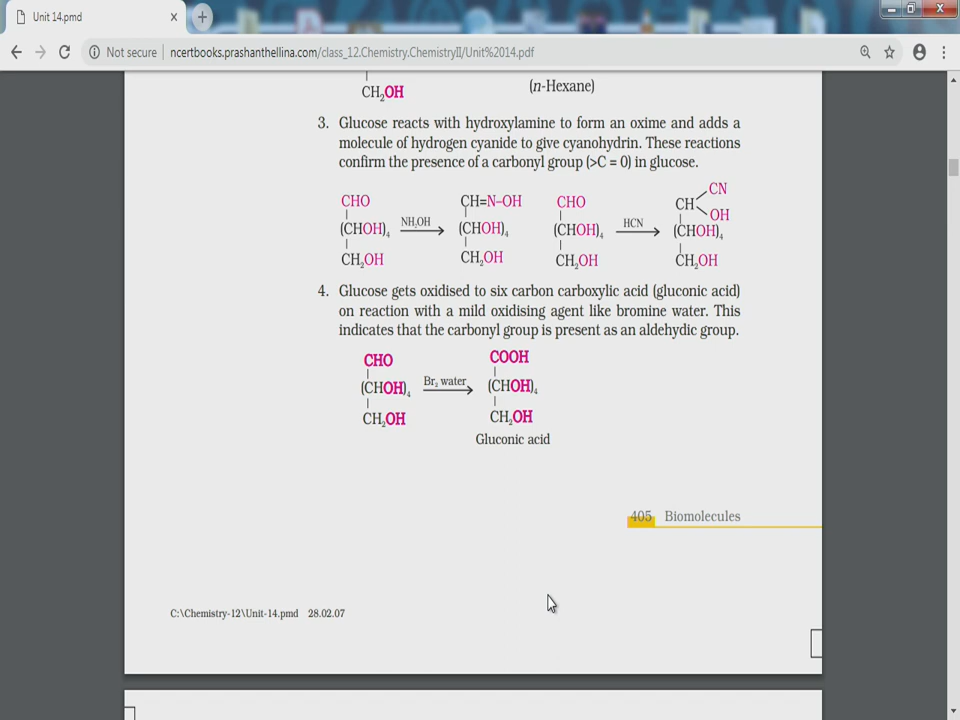 Unit 14.pmd
Not secure | ncertbooks.prashanthellina.com/class_12.Chemistry.ChemistryII/Unit%2014.pdf
CH2OH
(n-Hexane)
3. Glucose reacts with hydroxylamine to form an oxime and adds a
molecule of hydrogen cyanide to give cyanohydrin. These reactions
confirm the presence of a carbonyl group (>C = 0) in glucose.
CHO
(CHOH)4
CH2OH
NH2OH
CH=N–OH
(CHOH)4
CH2OH
CHO
(CHOH)4
CH2OH
HCN
CN
CH
OH
(CHOH)4
CH2OH
4. Glucose gets oxidised to six carbon carboxylic acid (gluconic acid)
on reaction with a mild oxidising agent like bromine water. This
indicates that the carbonyl group is present as an aldehydic group.
CHO
(CHOH)4
CH2OH
Br2 water
COOH
(CHOH)4
CH2OH
Gluconic acid
405 Biomolecules
C:\Chemistry-12\Unit-14.pmd 28.02.07